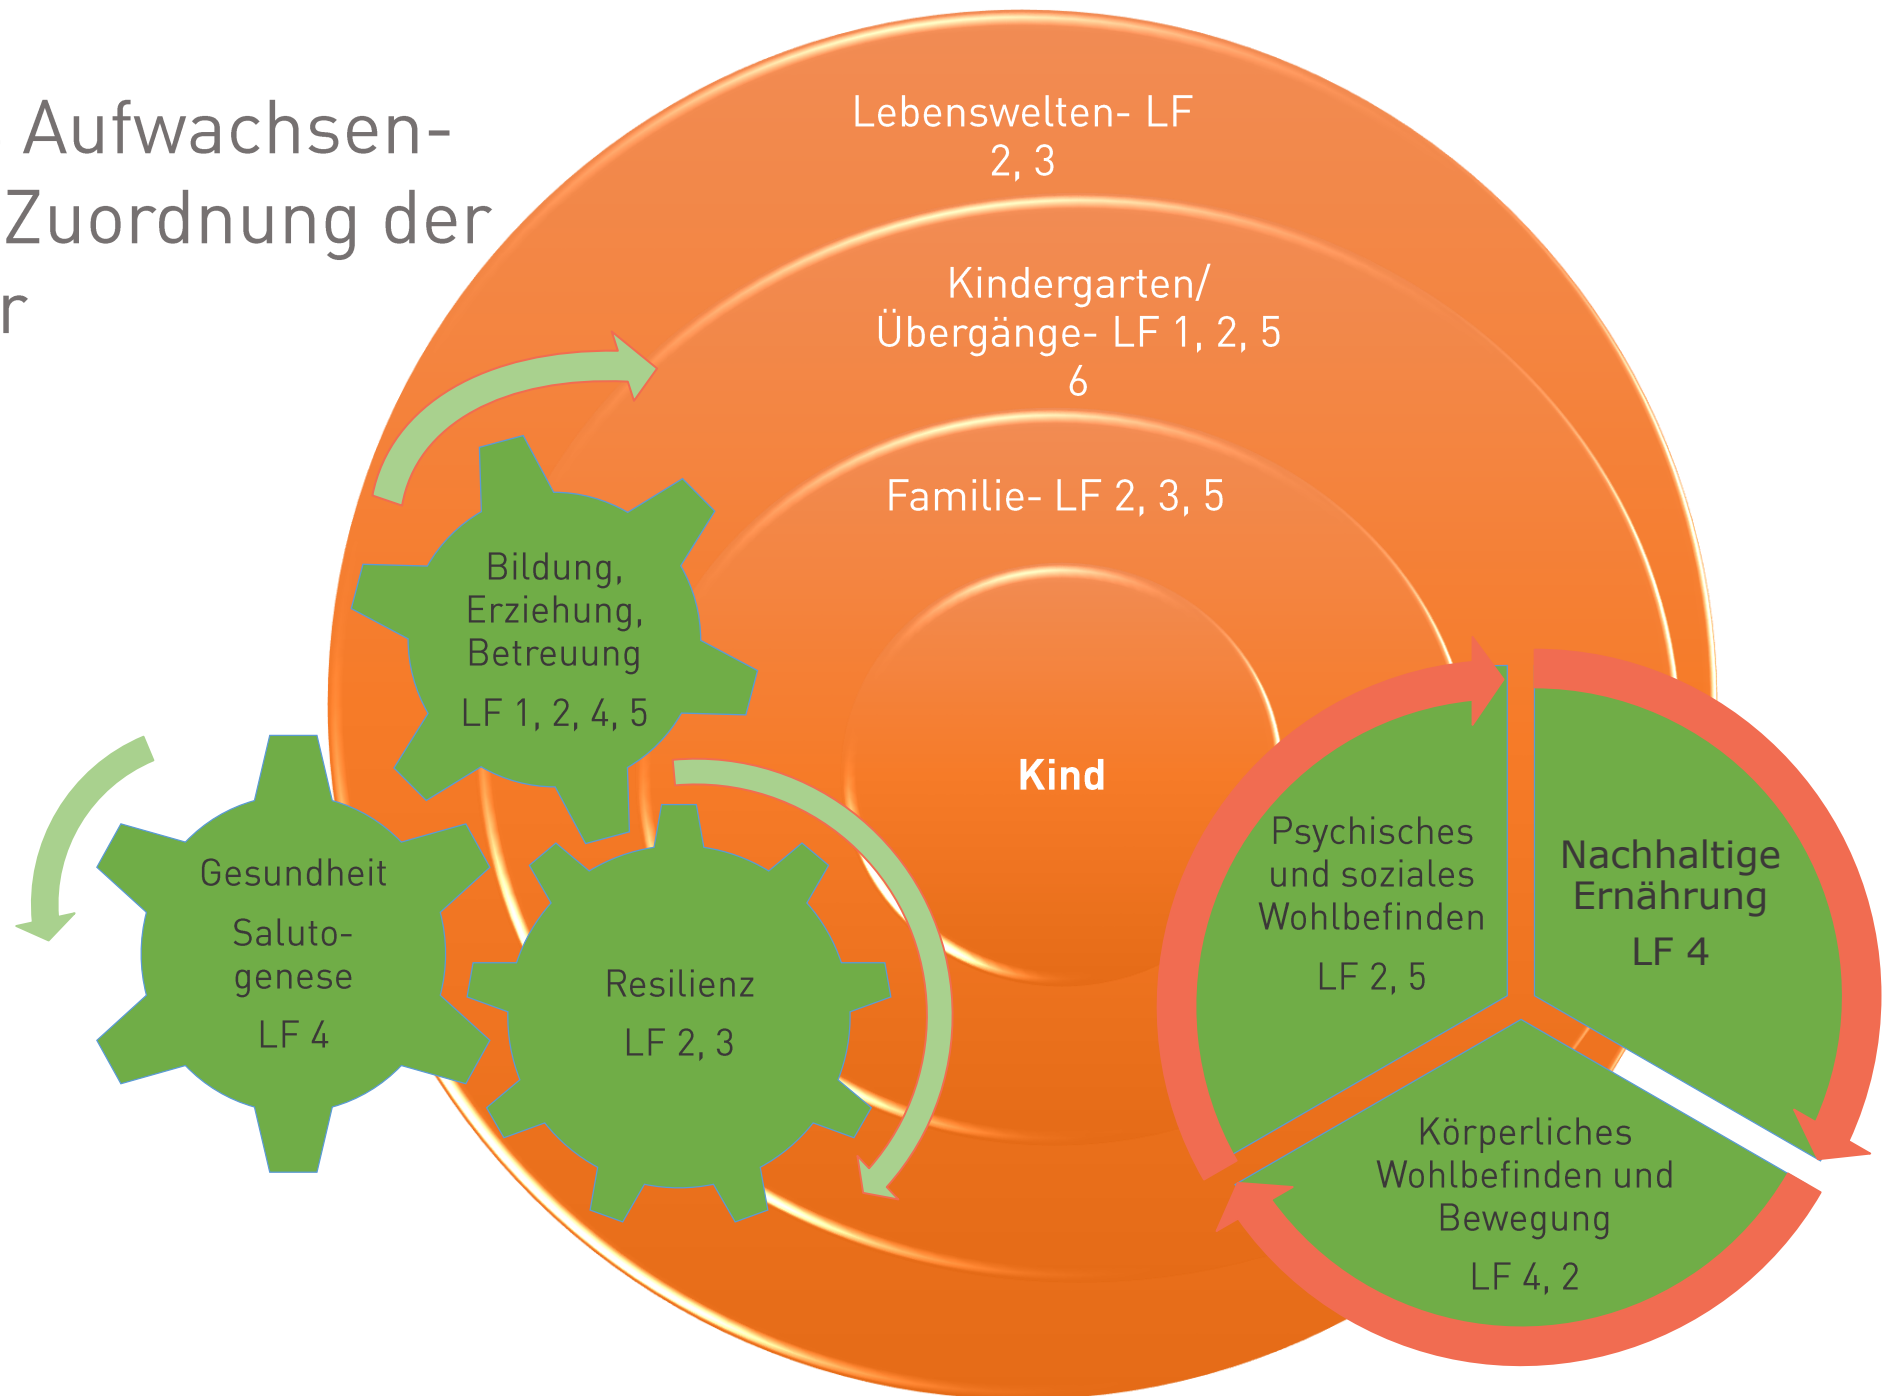 Aufwachsen-
Zuordnung der
r
Lebenswelten- LF
2, 3
Kindergarten/
Übergänge- LF 1, 2, 5
6
Familie- LF 2, 3, 5
Kind
Bildung,
Erziehung,
Betreuung
LF 1, 2, 4, 5
Gesundheit
Saluto-
genese
LF 4
Resilienz
LF 2, 3
Psychisches
und soziales
Wohlbefinden
LF 2, 5
Nachhaltige
Ernährung
LF 4
Körperliches
Wohlbefinden und
Bewegung
LF 4, 2